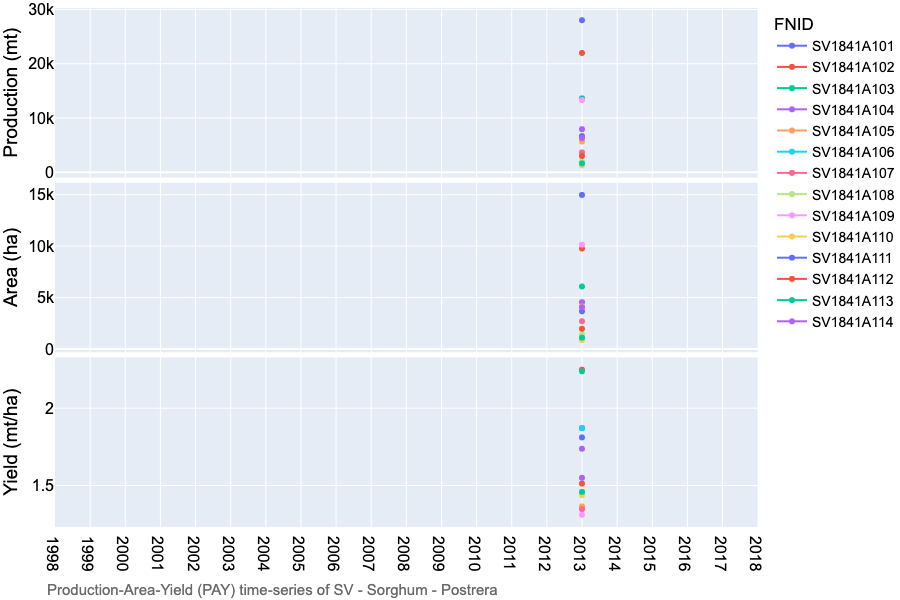 Production (mt)
30k
20k
10k
0
Area (ha)
15k
10k
5k
0
Yield (mt/ha)
2
1.5
1998
1999
2000
2001
2002
2003
2004
2005
2006
2007
2008
2009
2010
2011
2012
2013
2014
2015
2016
2017
2018
Production-Area-Yield (PAY) time-series of SV - Sorghum - Postrera
FNID
SV1841A101
SV1841A102
SV1841A103
SV1841A104
SV1841A105
SV1841A106
SV1841A107
SV1841A108
SV1841A109
SV1841A110
SV1841A111
SV1841A112
SV1841A113
SV1841A114